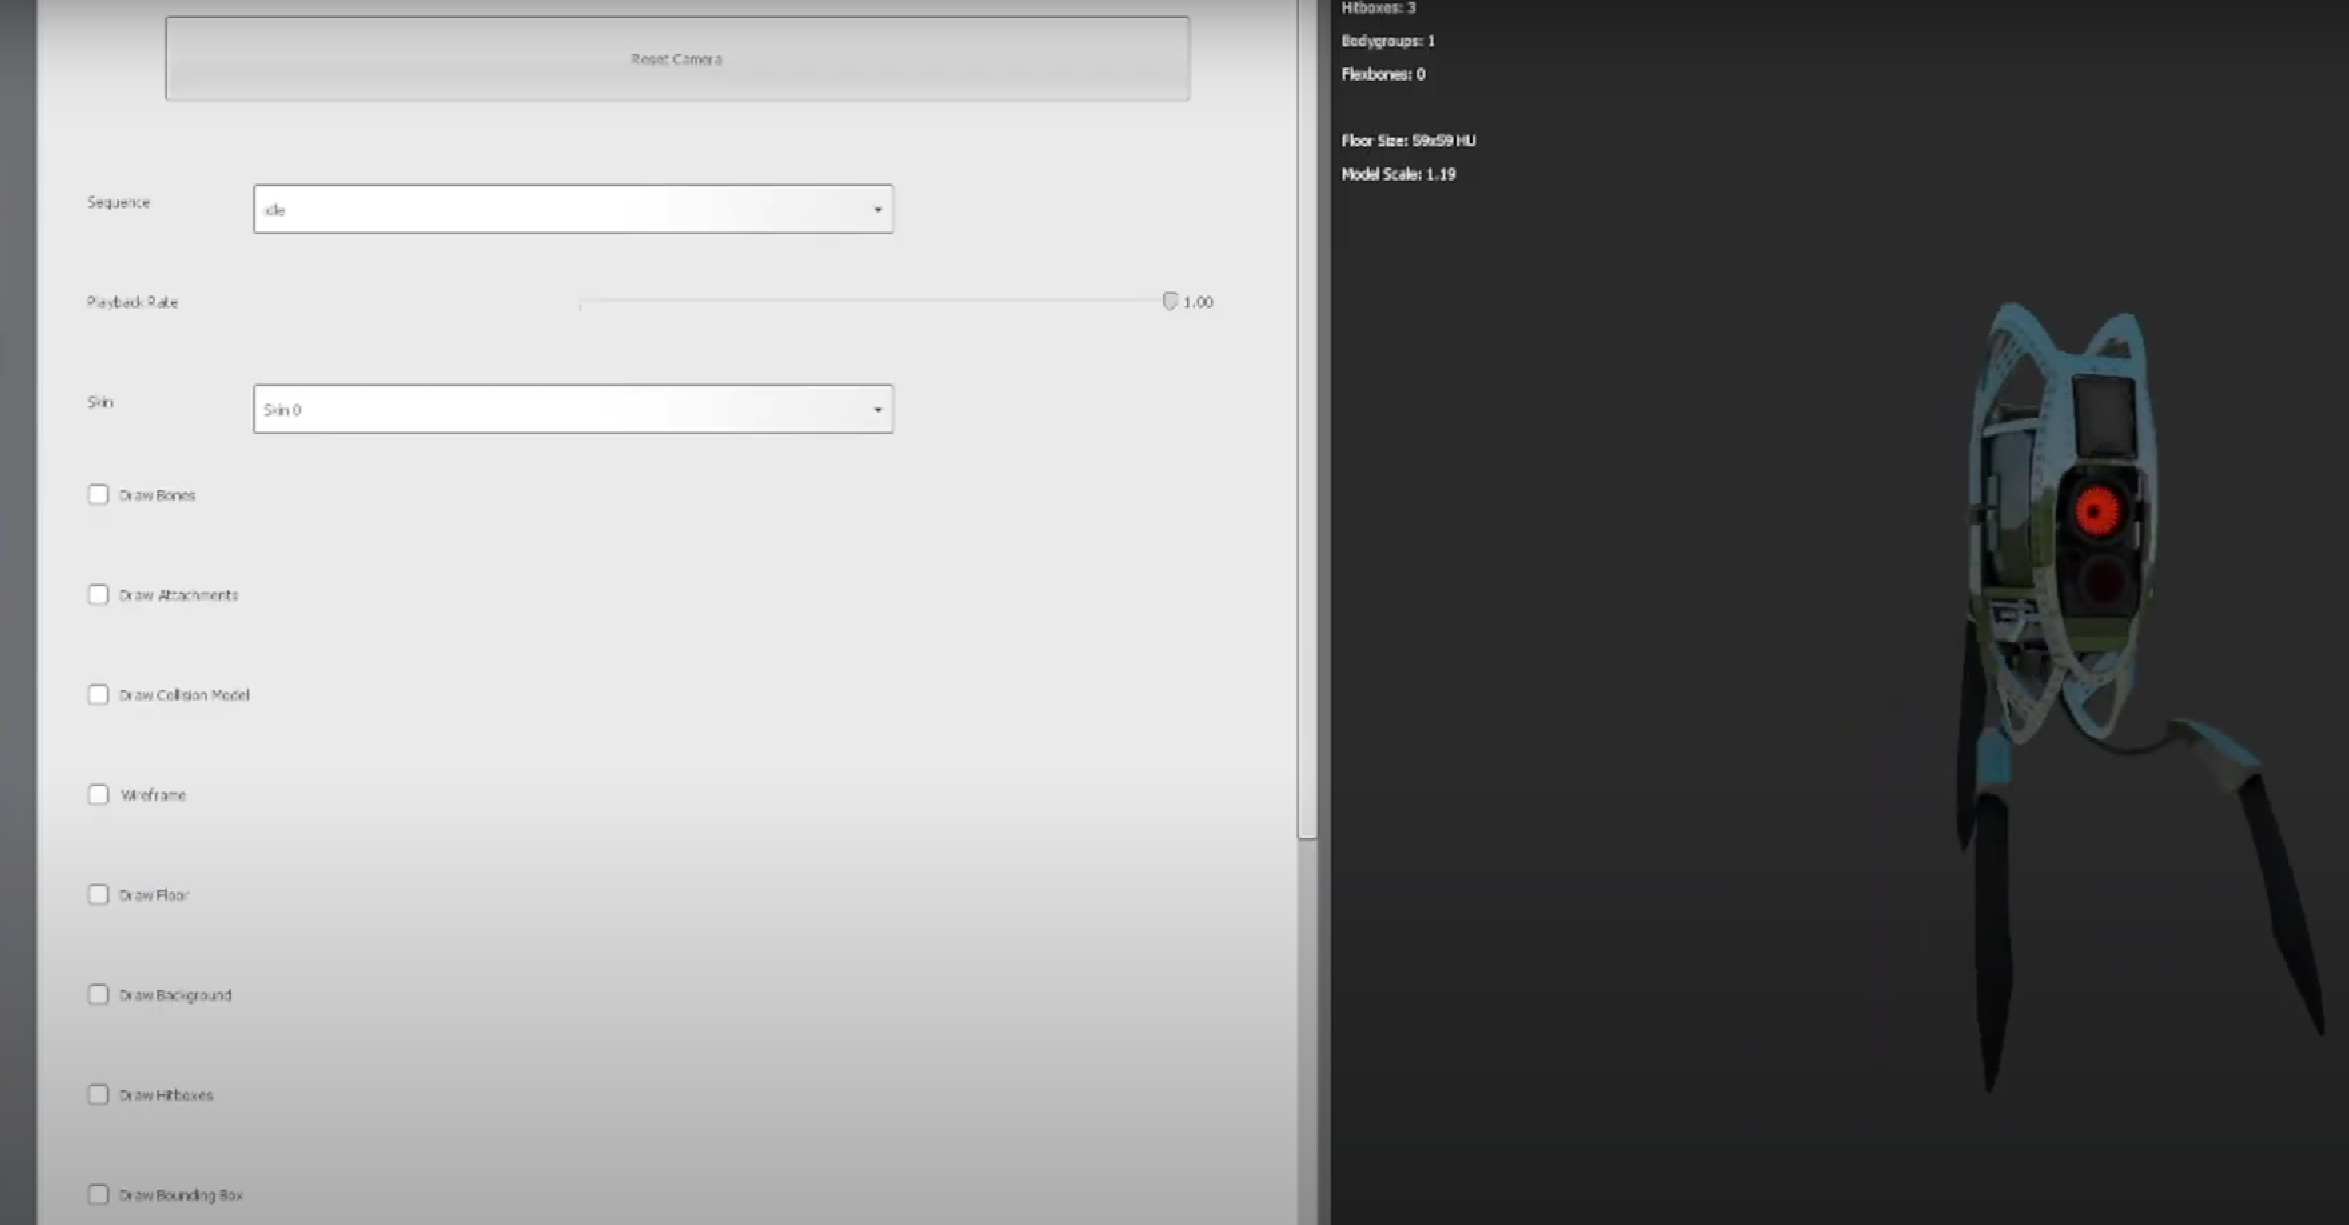 Reset Camera
Sequence
idle
Playback Rate
1.00
Skin
Skin 0
Draw Bones
Draw Attachments
Draw Collision Model
Wireframe
Draw Floor
Draw Background
Draw Hitboxes
Draw Bounding Box
Hitboxes: 3
Bodygroups: 1
Flexbones: 0
Floor Size: 59x59 HU
Model Scale: 1.19